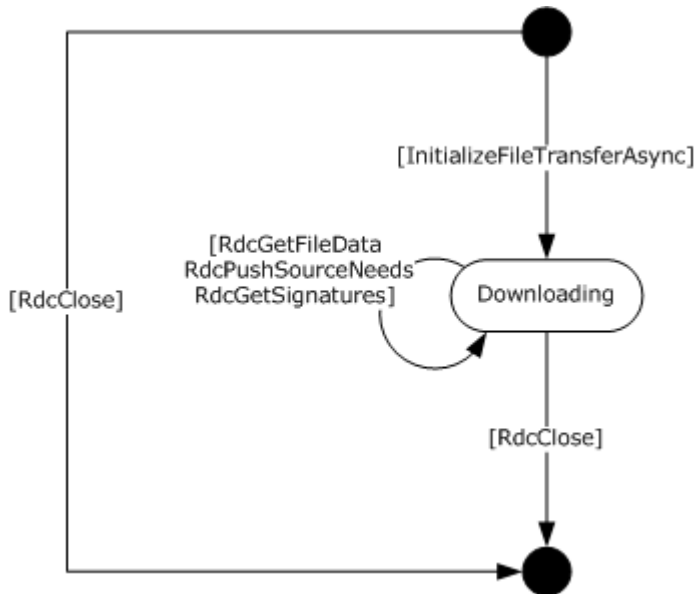 [InitializeFileTransferAsync]
[RdcGetFileData
RdcPushSourceNeeds
RdcGetSignatures]
Downloading
[RdcClose]
[RdcClose]